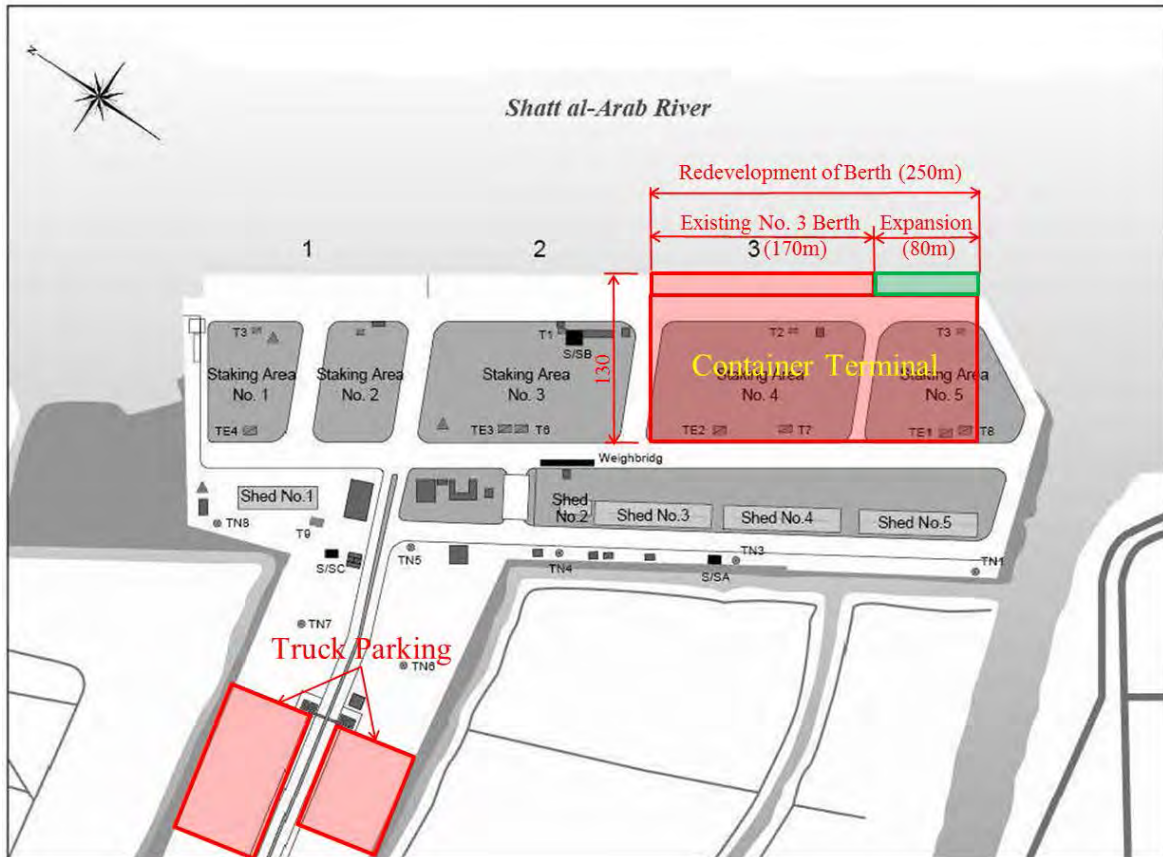 N
Shatt al-Arab River
Redevelopment of Berth (250m)
Existing No. 3 Berth
(170m)
Expansion
(80m)
1
2
3
130
T3
T1
S/SB
T2
T3
Staking Area
No. 1
Staking Area
No. 2
Staking Area
No. 3
Container Terminal
Staking Area
No. 4
Staking Area
No. 5
TE4
TE3
T6
TE2
T7
TE1
T8
Weighbridg
Shed No.1
Shed
No.2
Shed No.3
Shed No.4
Shed No.5
TN8
T9
S/SC
TN5
TN4
S/SA
TN3
TN1
TN7
Truck Parking
TN6